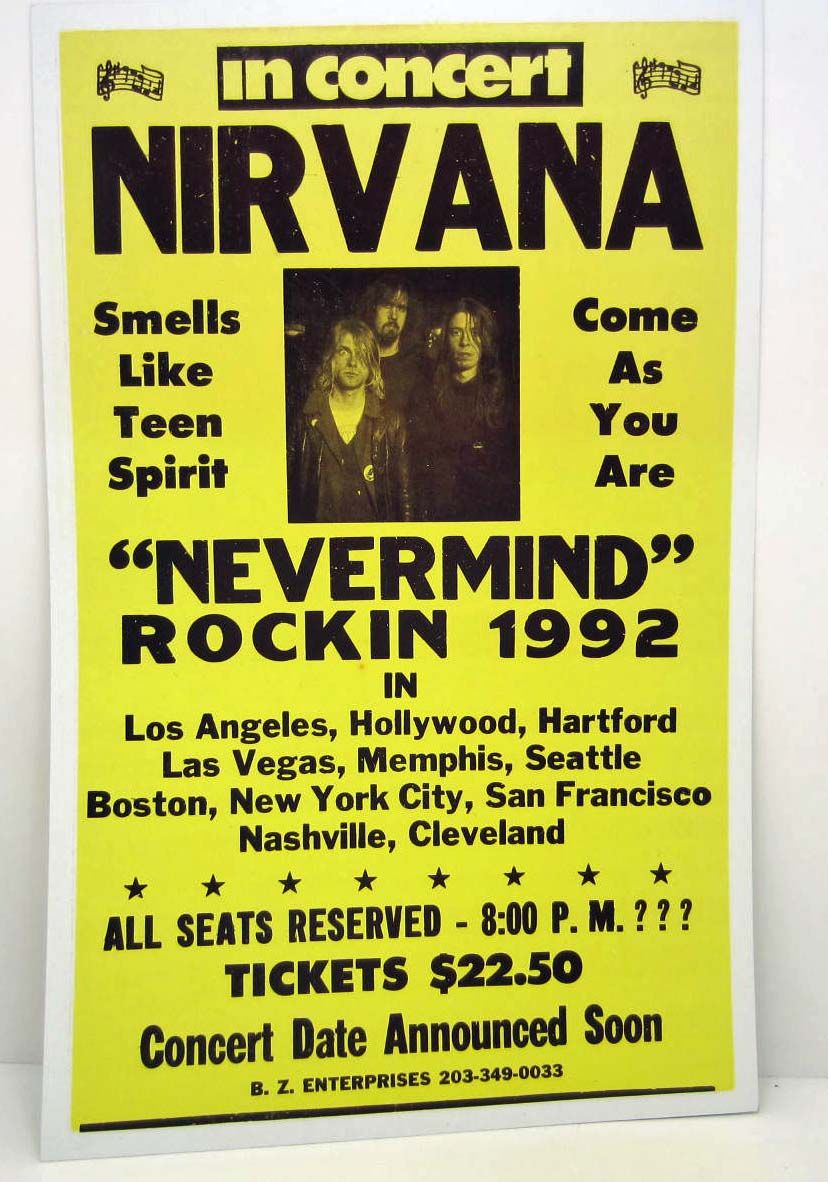 in concert
NIRVANA
Smells
Like
Teen
Spirit
Come
As
You
Are
“NEVERMIND”
ROCKIN 1992
IN
Los Angeles, Hollywood, Hartford
Las Vegas, Memphis, Seattle
Boston, New York City, San Francisco
Nashville, Cleveland
ALL SEATS RESERVED - 8:00 P. M. ? ? ?
TICKETS $22.50
Concert Date Announced Soon
B. Z. ENTERPRISES 203-349-0033